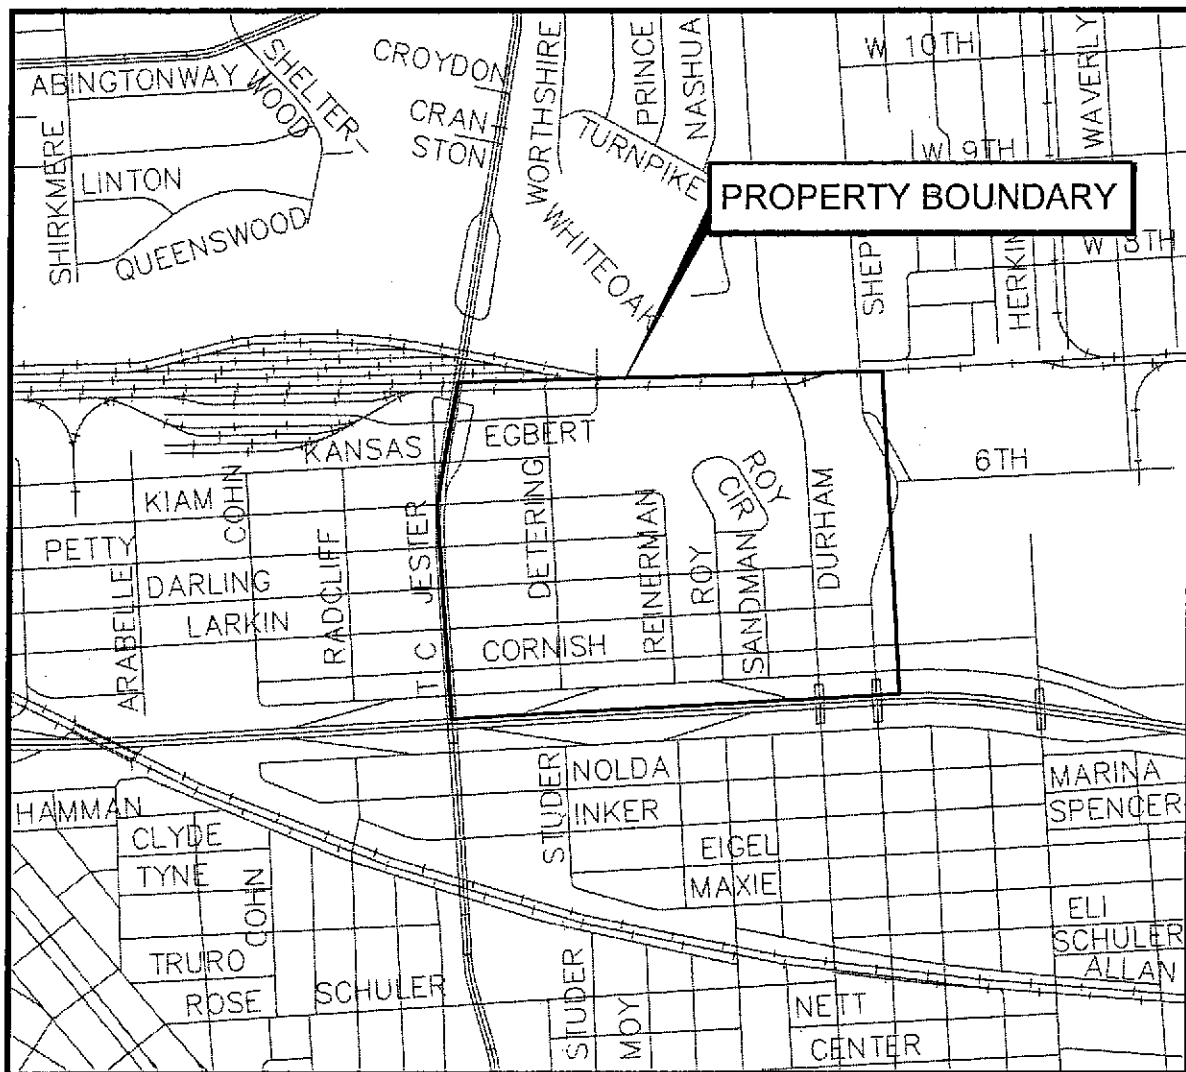 ABINGTONWAY
SHELTER
WOOD
CROYDON
CRAN
STON
WORTHSHIRE
PRINCE
NASHUA
W 10TH
WAVERLY
SHIRKMERE
LINTON
QUEENSWOOD
TURNPIKE
W 9TH
PROPERTY BOUNDARY
WHITEOAK
SHEP
HERKIN
W 8TH
KANSAS
EGBERT
ROY
CIR
6TH
KIAM
COHN
PETTY
ARABELLE
DARLING
LARKIN
RADCLIFF
T C JESTER
DETERING
REINERMAN
ROY
SANDMAN
DURHAM
CORNISH
STUDER
NOLDA
INKER
MARINA
SPENCER
HAMMAN
CLYDE
TYNE
COHN
EIGEL
MAXIE
ELI
SCHULER
ALLAN
TRURO
ROSE
SCHULER
STUDER
MOY
NETT
CENTER